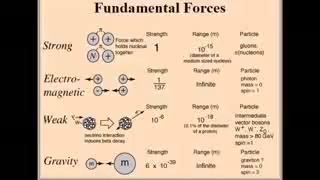 Fundamental Forces
Strength Range (m) Particle
Strong
π
+ +
N +
π
Force which
holds nucleus
together
1
10-15
(diameter of a
medium sized nucleus)
gluons,
π(nucleons)
Strength Range (m) Particle
Electro-
magnetic
+ -
+ +
1
137
Infinite
photon
mass = 0
spin = 1
Strength Range (m) Particle
Weak
neutrino interaction
induces beta decay
10-6
10-18
(0.1% of the diameter
of a proton)
Intermediate
vector bosons
W+, W-, Z0,
mass > 80 GeV
spin =1
Strength Range (m) Particle
Gravity
m m
6 x 10-39
Infinite
graviton ?
mass = 0
spin = 2